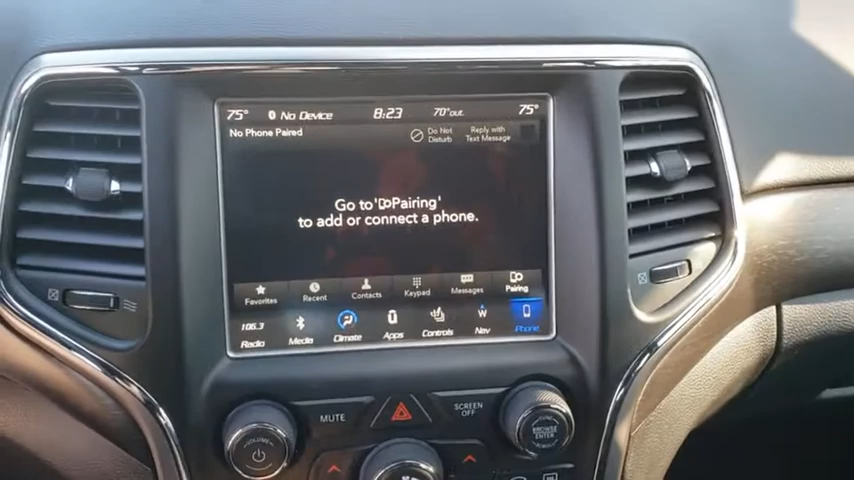 75° No Device 8:23 70°out 75°
No Phone Paired Do Not Disturb Reply with Text Message
Go to 'Pairing'
to add or connect a phone.
Favorites Recent Contacts Keypad Messages Pairing
106.3
Radio Media Climate Apps Controls Nav Phone
MUTE SCREEN OFF
VOLUME